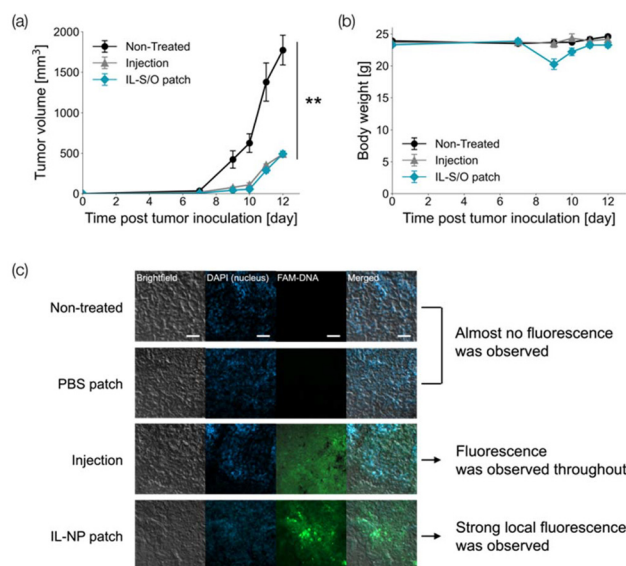 (a)
2000
1500
1000
500
0
Tumor volume [mm³]
Non-Treated
Injection
IL-S/O patch
**
0 2 4 6 8 10 12
Time post tumor inoculation [day]
(b)
25
20
15
10
5
0
Body weight [g]
Non-Treated
Injection
IL-S/O patch
0 2 4 6 8 10 12
Time post tumor inoculation [day]
(c)
Brightfield DAPI (nucleus) FAM-DNA Merged
Non-treated
PBS patch
Almost no fluorescence
was observed
Injection
Fluorescence
was observed throughout
IL-NP patch
Strong local fluorescence
was observed